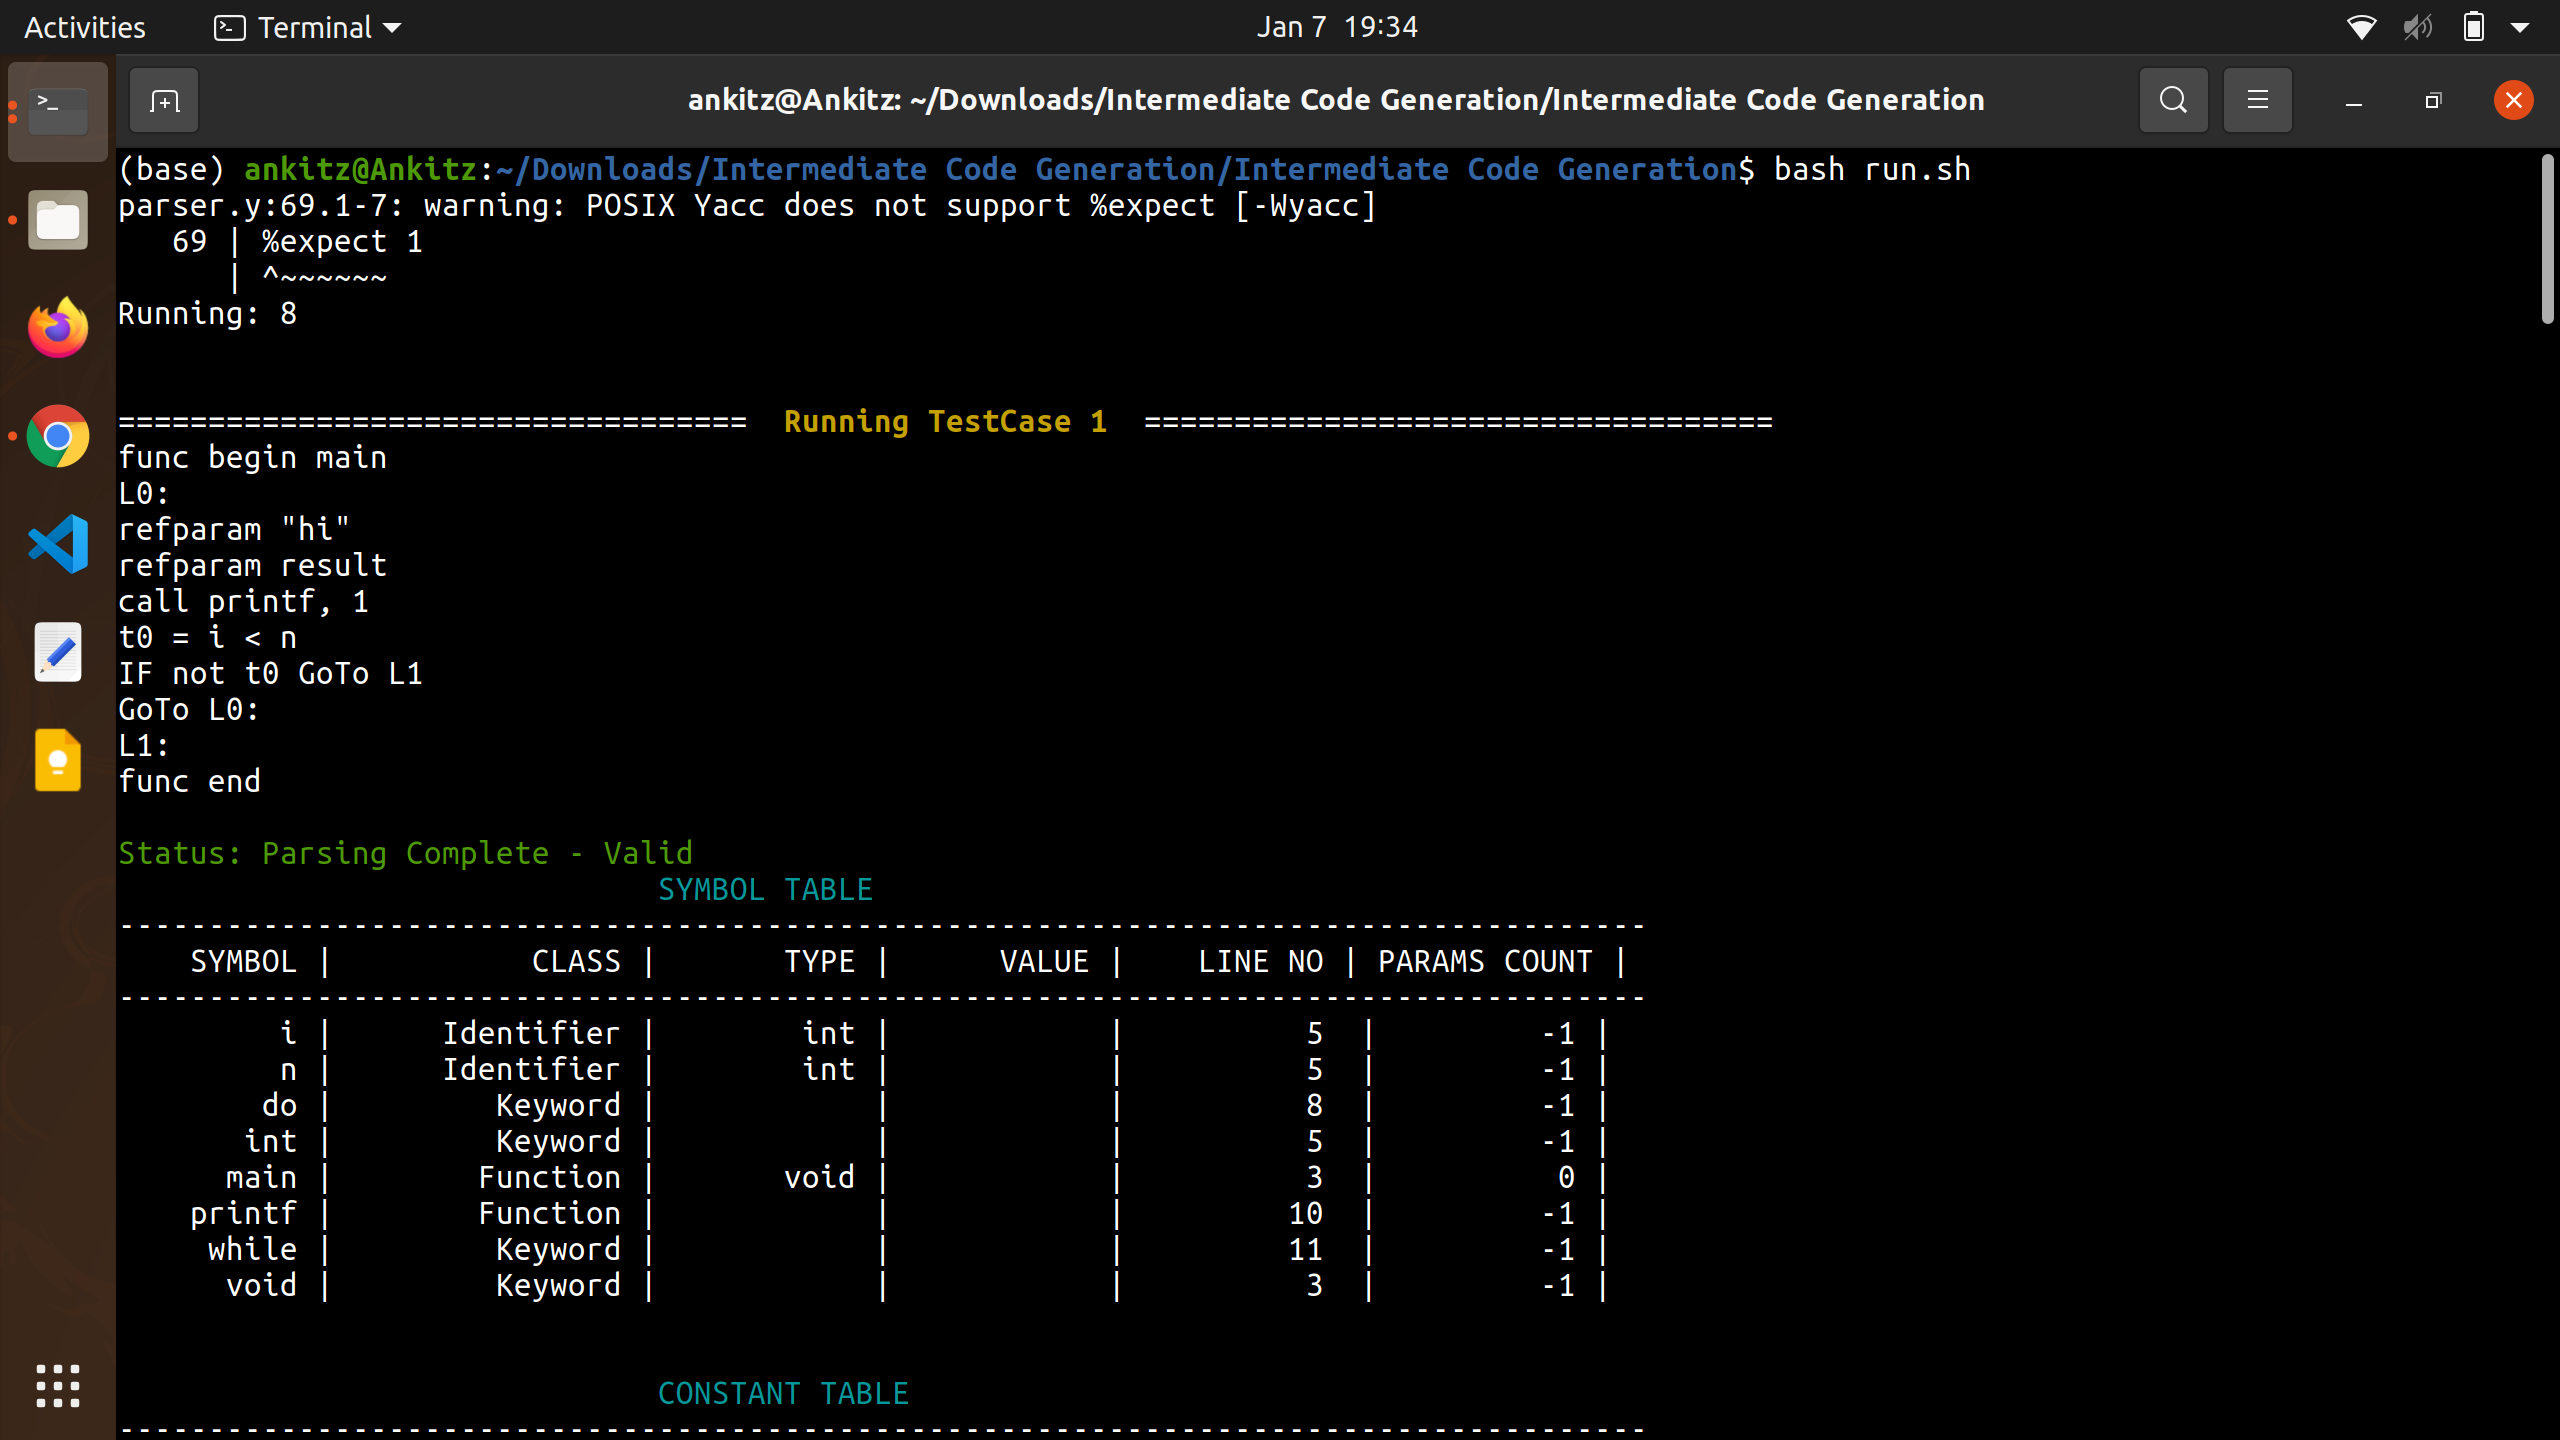 Activities Terminal Jan 7 19:34
ankitz@Ankitz: ~/Downloads/Intermediate Code Generation/Intermediate Code Generation
(base) ankitz@Ankitz:~/Downloads/Intermediate Code Generation/Intermediate Code Generation$ bash run.sh
parser.y:69.1-7: warning: POSIX Yacc does not support %expect [-Wyacc]
   69 | %expect 1
      | ^~~~~~~
Running: 8
=================================== Running TestCase 1 ===================================
func begin main
L0:
refparam "hi"
refparam result
call printf, 1
t0 = i < n
IF not t0 GoTo L1
GoTo L0:
L1:
func end
Status: Parsing Complete - Valid
SYMBOL TABLE
-------------------------------------------------------------------------------------
SYMBOL | CLASS | TYPE | VALUE | LINE NO | PARAMS COUNT |
-------------------------------------------------------------------------------------
i | Identifier | int | | 5 | -1 |
n | Identifier | int | | 5 | -1 |
do | Keyword | | | 8 | -1 |
int | Keyword | | | 5 | -1 |
main | Function | void | | 3 | 0 |
printf | Function | | | 10 | -1 |
while | Keyword | | | 11 | -1 |
void | Keyword | | | 3 | -1 |
CONSTANT TABLE
-------------------------------------------------------------------------------------